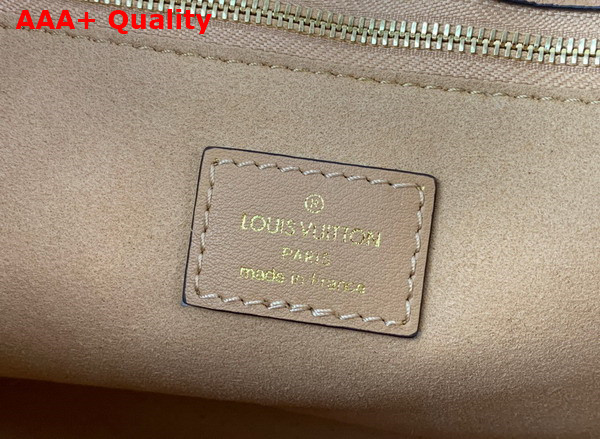 AAA+ Quality
®
LOUIS VUITTON
PARIS
made in France